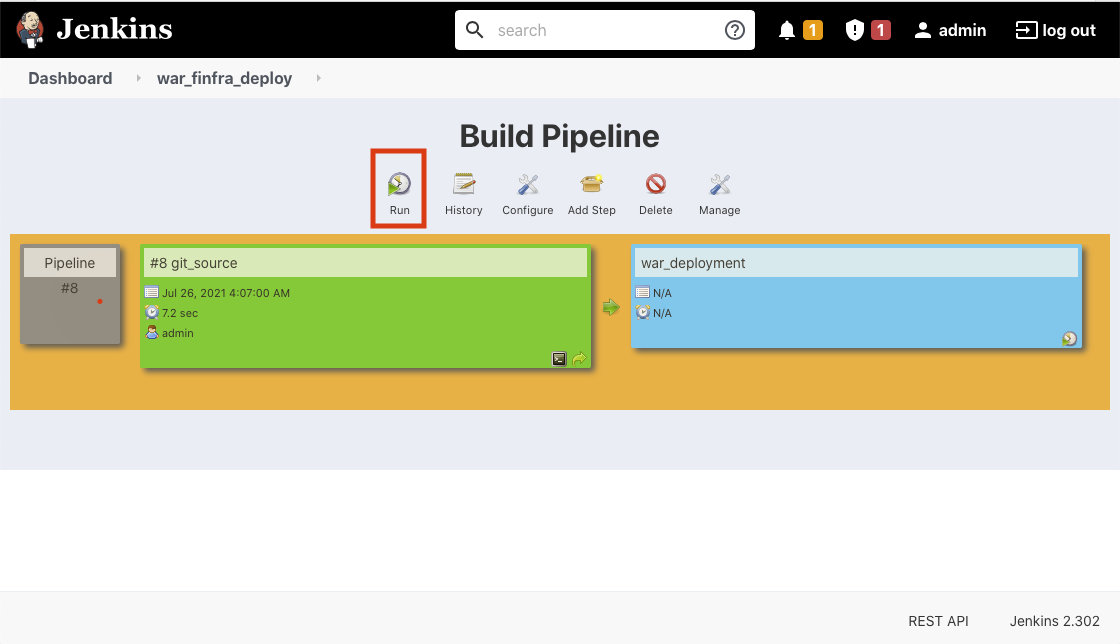 Jenkins
search
1
1
admin
log out
Dashboard
war_finfra_deploy
Build Pipeline
Run
History
Configure
Add Step
Delete
Manage
Pipeline
#8
#8 git_source
Jul 26, 2021 4:07:00 AM
7.2 sec
admin
war_deployment
N/A
N/A
REST API
Jenkins 2.302